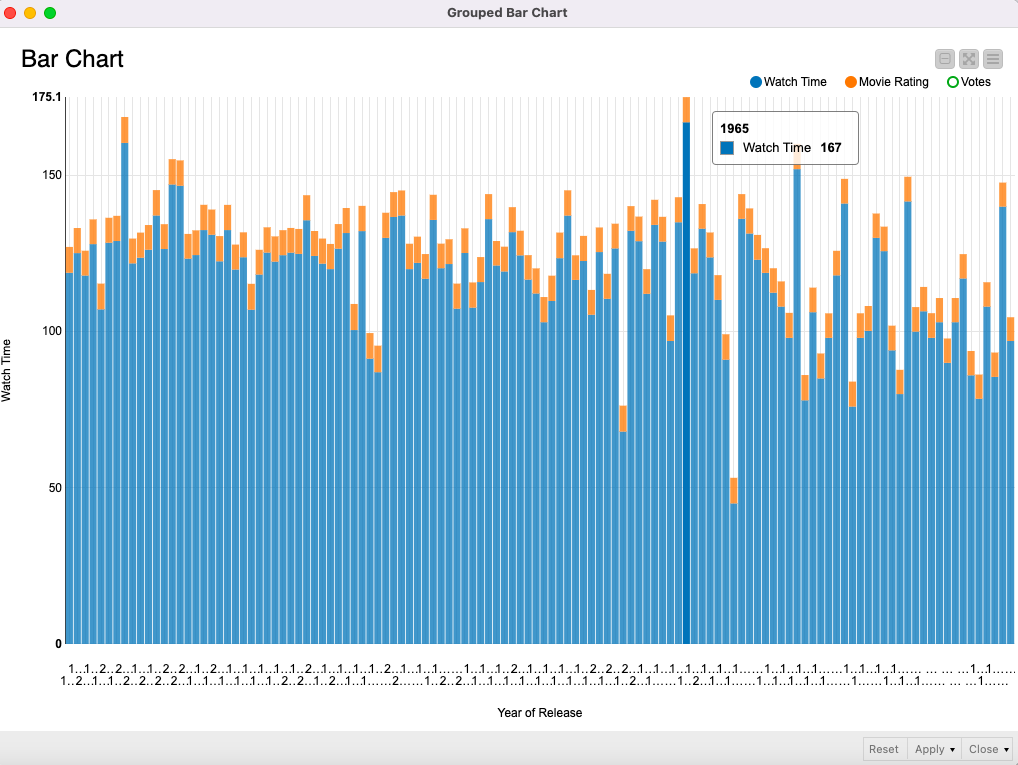 Grouped Bar Chart
Bar Chart
Watch Time
Movie Rating
Votes
175.1
1965
Watch Time 167
150
100
50
0
Watch Time
Year of Release
Reset
Apply
Close